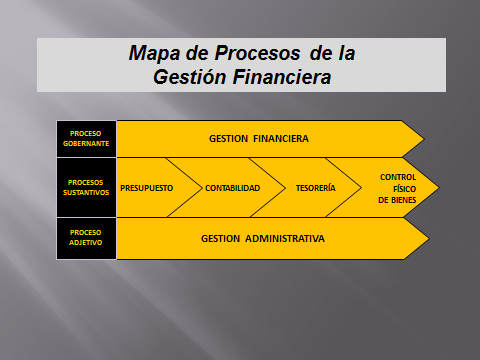 Mapa de Procesos de la
Gestión Financiera
PROCESO
GOBERNANTE
GESTION FINANCIERA
PROCESOS
SUSTANTIVOS
PRESUPUESTO
CONTABILIDAD
TESORERÍA
CONTROL
FÍSICO
DE BIENES
PROCESO
ADJETIVO
GESTION ADMINISTRATIVA